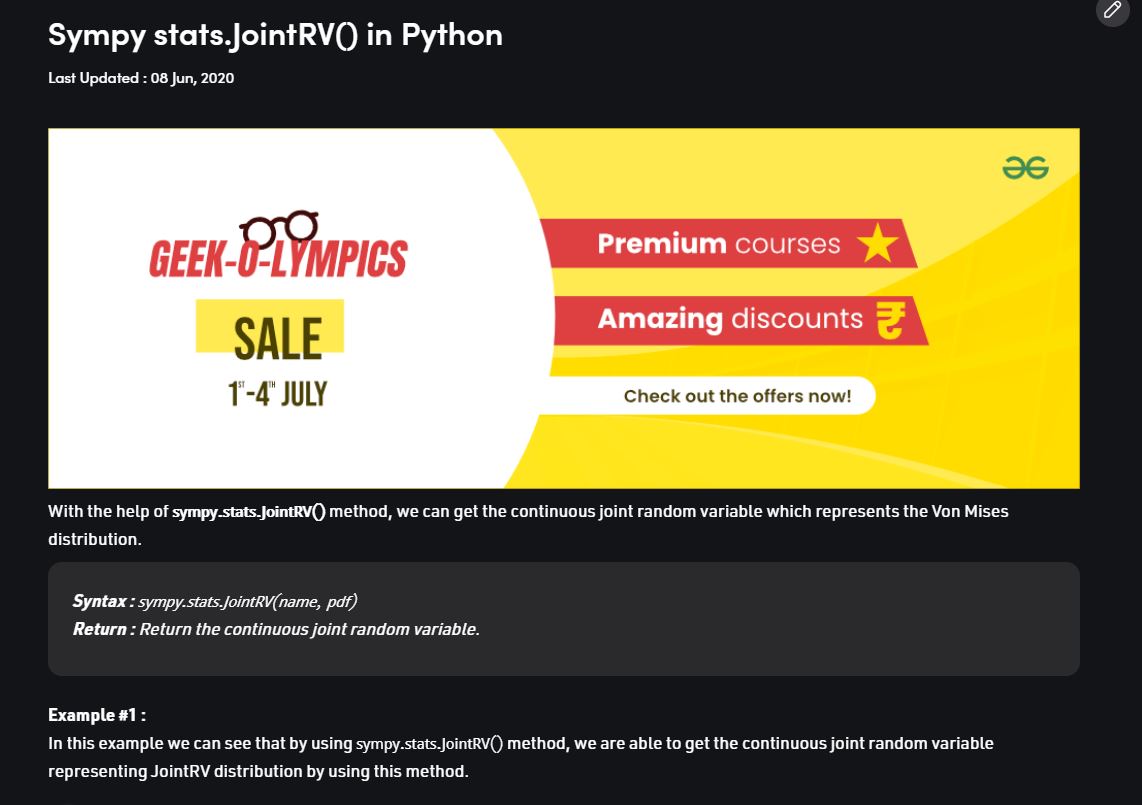 Sympy stats.JointRV() in Python
Last Updated : 08 Jun, 2020
GEEK-O-LYMPICS
SALE
1ST-4TH JULY
Premium courses
Amazing discounts
Check out the offers now!
With the help of sympy.stats.JointRV() method, we can get the continuous joint random variable which represents the Von Mises
distribution.
Syntax : sympy.stats.JointRV(name, pdf)
Return : Return the continuous joint random variable.
Example #1 :
In this example we can see that by using sympy.stats.JointRV() method, we are able to get the continuous joint random variable
representing JointRV distribution by using this method.